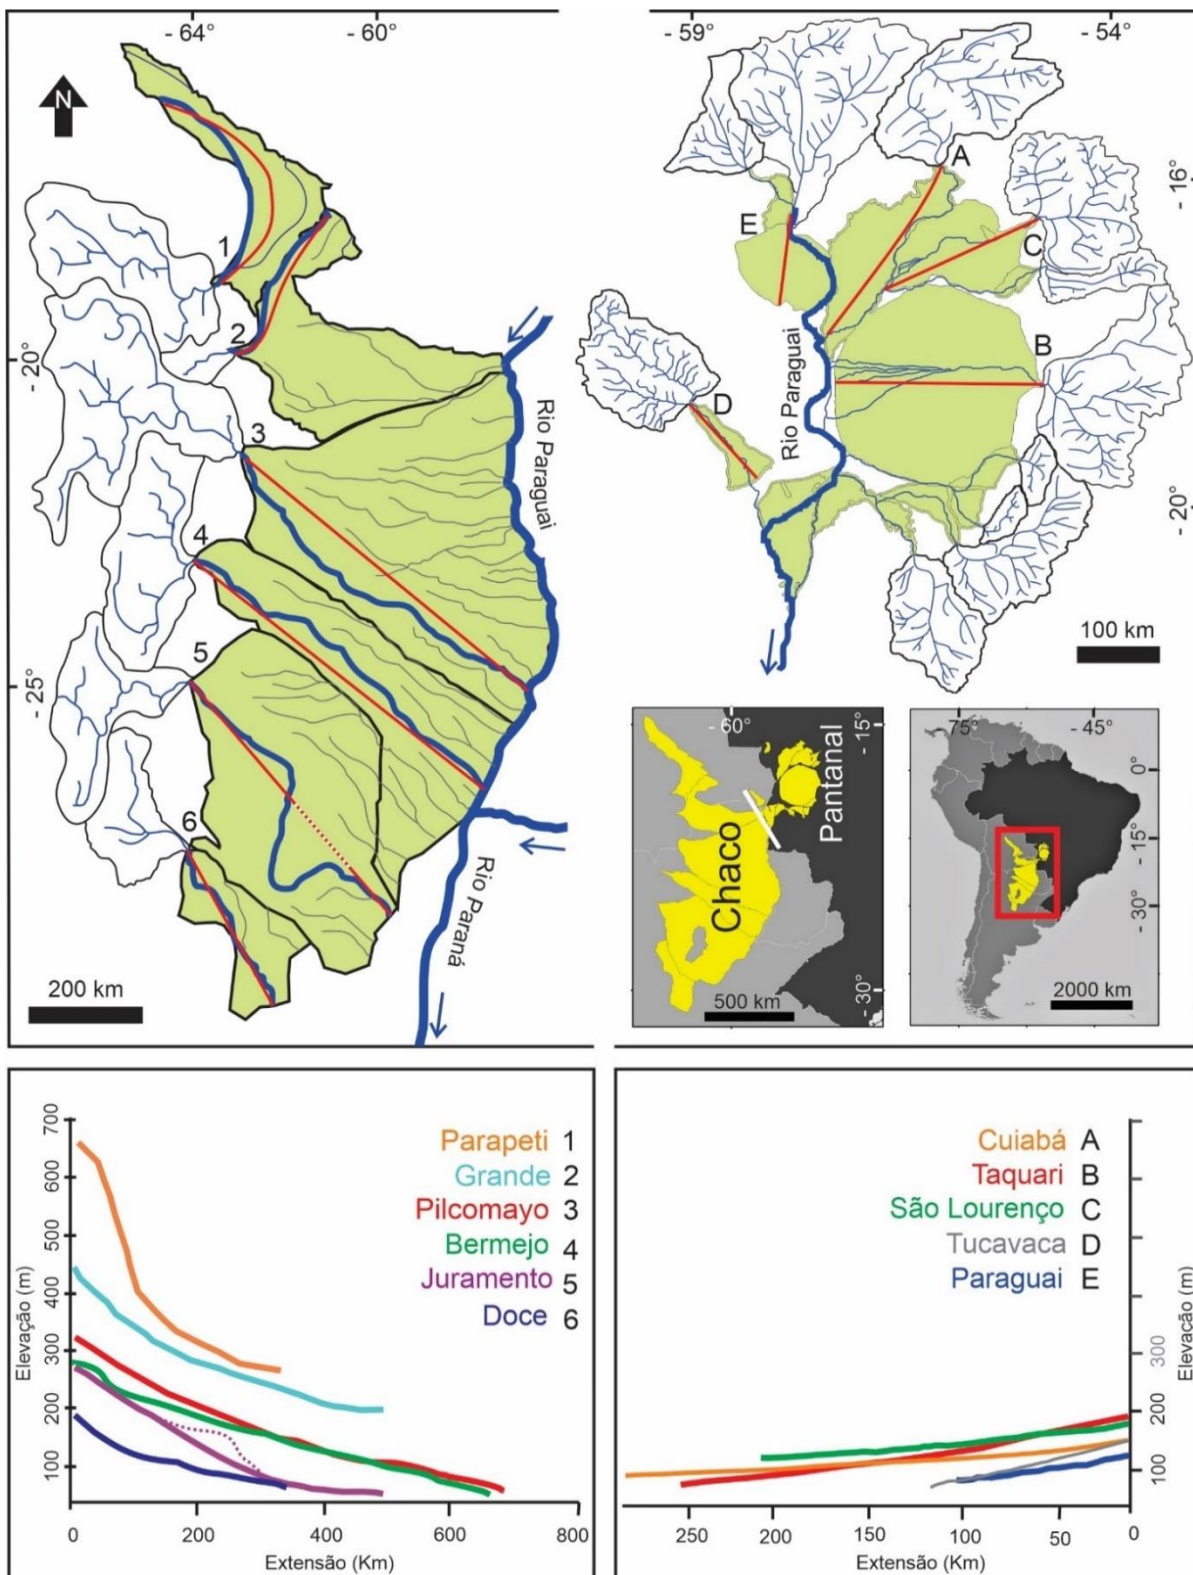 - 64°
- 60°
N
1
2
3
4
5
6
- 20°
- 25°
Rio Paraguai
Rio Paraná
200 km
- 59°
- 54°
- 16°
- 20°
A
E
C
B
D
Rio Paraguai
100 km
- 60°
- 15°
Pantanal
Chaco
- 30°
500 km
- 75°
- 45°
0°
- 15°
- 30°
2000 km
Elevação (m)
700
600
500
400
300
200
100
0 200 400 600 800
Extensão (Km)
Parapeti 1
Grande 2
Pilcomayo 3
Bermejo 4
Juramento 5
Doce 6
Cuiabá A
Taquari B
São Lourenço C
Tucavaca D
Paraguai E
300
200
100
Elevação (m)
250 200 150 100 50 0
Extensão (Km)